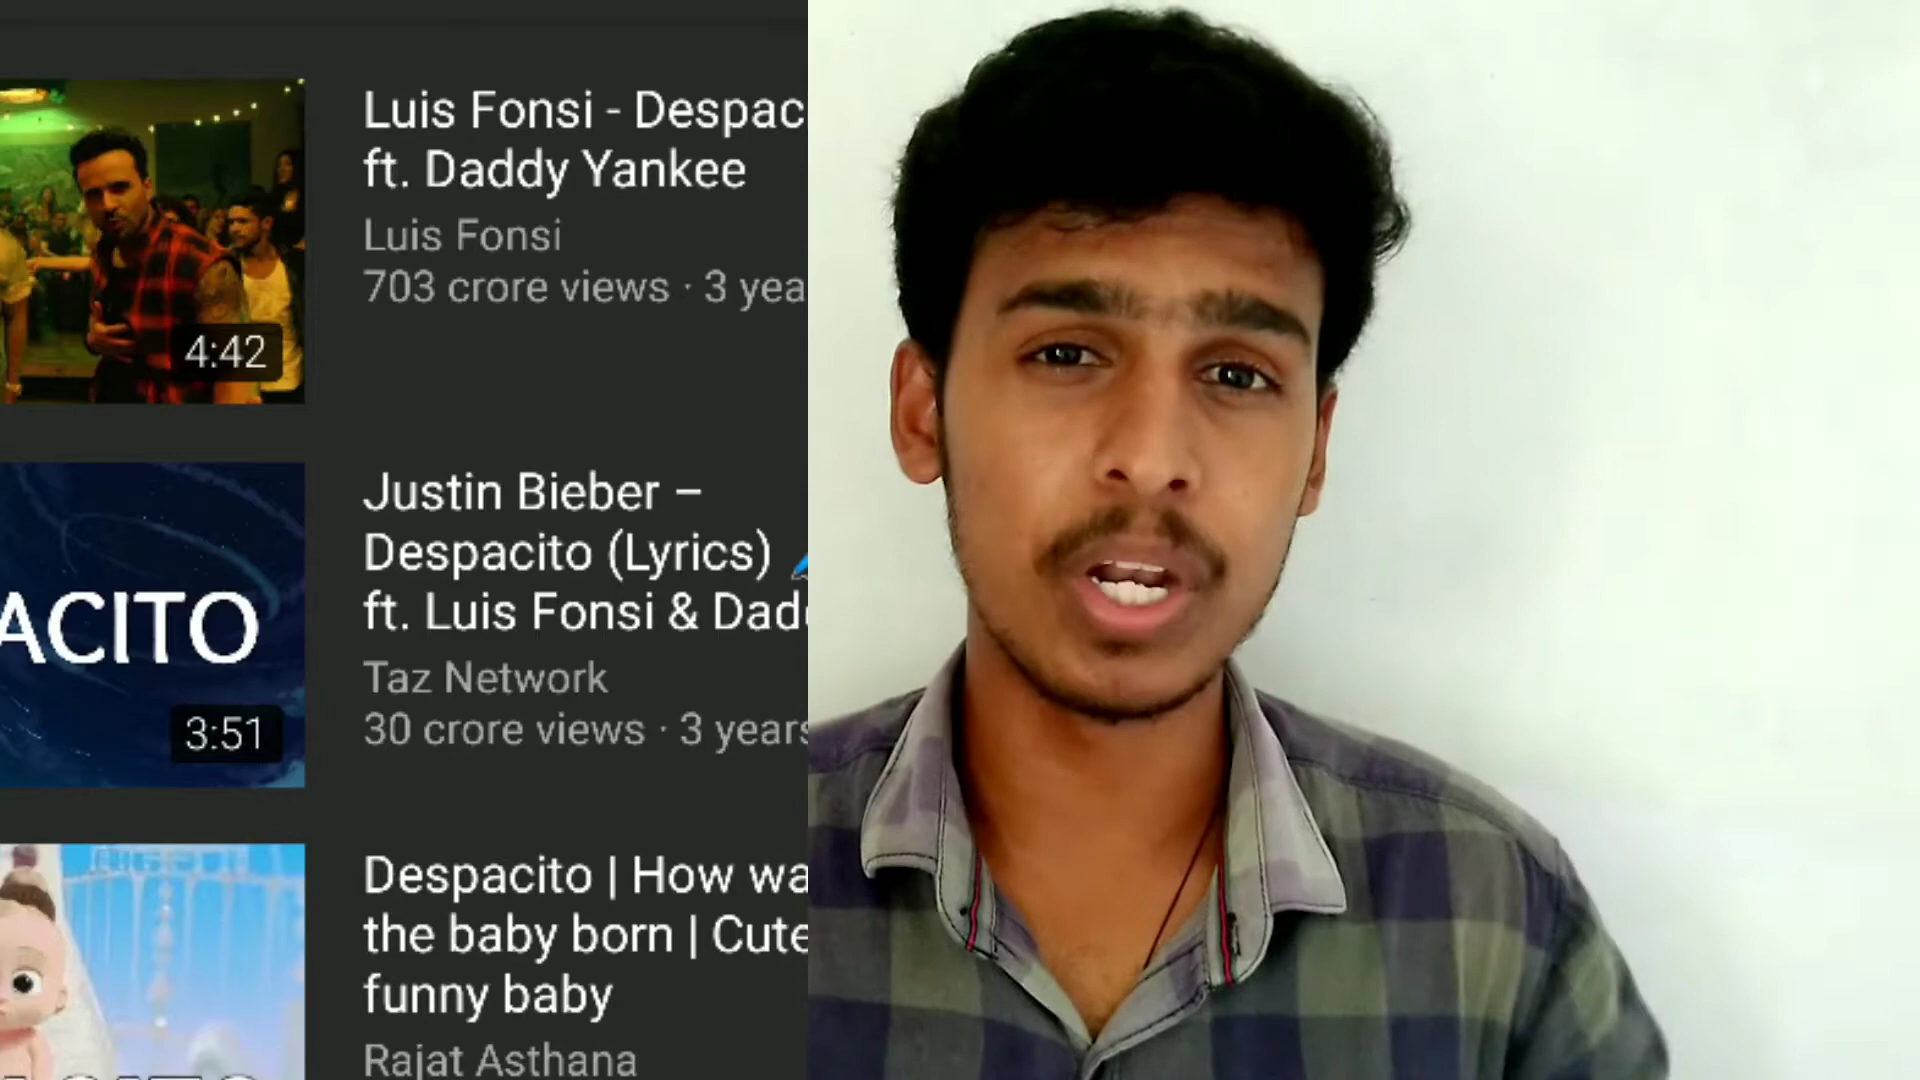 Luis Fonsi - Despac
ft. Daddy Yankee
Luis Fonsi
703 crore views · 3 yea
4:42
Justin Bieber –
Despacito (Lyrics)
ft. Luis Fonsi & Dad
Taz Network
30 crore views · 3 years
ACITO
3:51
Despacito | How wa
the baby born | Cute
funny baby
Rajat Asthana